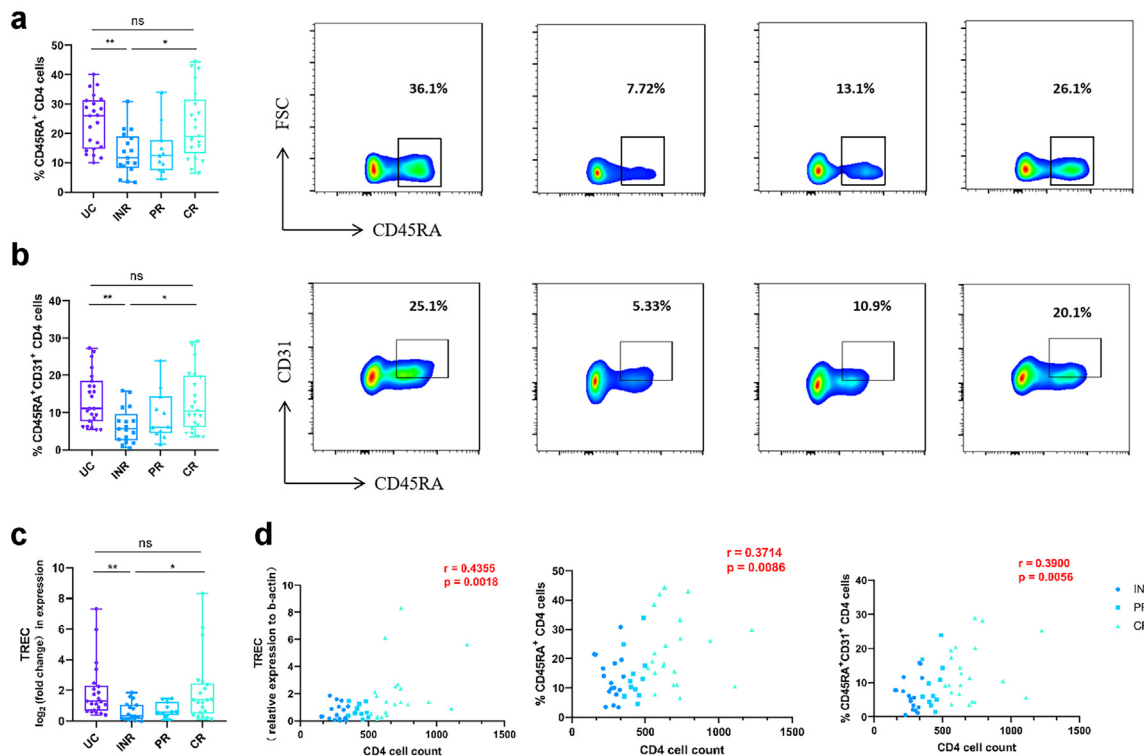 a
ns
**
*
% CD45RA+ CD4 cells
50
40
30
20
10
0
UC
INR
PR
CR
FSC
CD45RA
36.1%
7.72%
13.1%
26.1%
b
ns
**
*
% CD45RA+CD31+ CD4 cells
40
30
20
10
0
UC
INR
PR
CR
CD31
CD45RA
25.1%
5.33%
10.9%
20.1%
c
ns
**
*
TREC
log2 (fold change) in expression
10
8
6
4
2
0
UC
INR
PR
CR
d
r = 0.4355
p = 0.0018
TREC
( relative expression to b-actin)
10
8
6
4
2
0
0
500
1000
1500
CD4 cell count
r = 0.3714
p = 0.0086
% CD45RA+ CD4 cells
50
40
30
20
10
0
0
500
1000
1500
CD4 cell count
r = 0.3900
p = 0.0056
% CD45RA+CD31+ CD4 cells
40
30
20
10
0
0
500
1000
1500
CD4 cell count